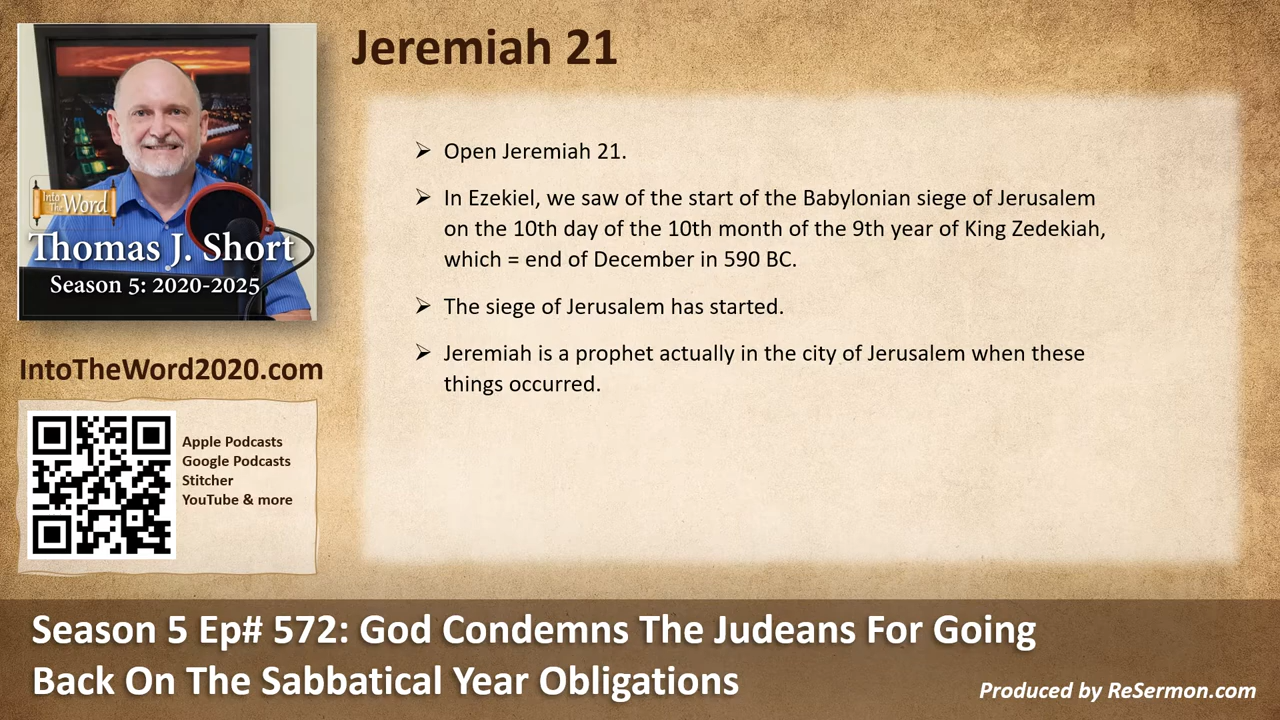 Jeremiah 21
Into
The Word
Thomas J. Short
Season 5: 2020-2025
IntoTheWord2020.com
Apple Podcasts
Google Podcasts
Stitcher
YouTube & more
➢ Open Jeremiah 21.
➢ In Ezekiel, we saw of the start of the Babylonian siege of Jerusalem
on the 10th day of the 10th month of the 9th year of King Zedekiah,
which = end of December in 590 BC.
➢ The siege of Jerusalem has started.
➢ Jeremiah is a prophet actually in the city of Jerusalem when these
things occurred.
Season 5 Ep# 572: God Condemns The Judeans For Going
Back On The Sabbatical Year Obligations
Produced by ReSermon.com